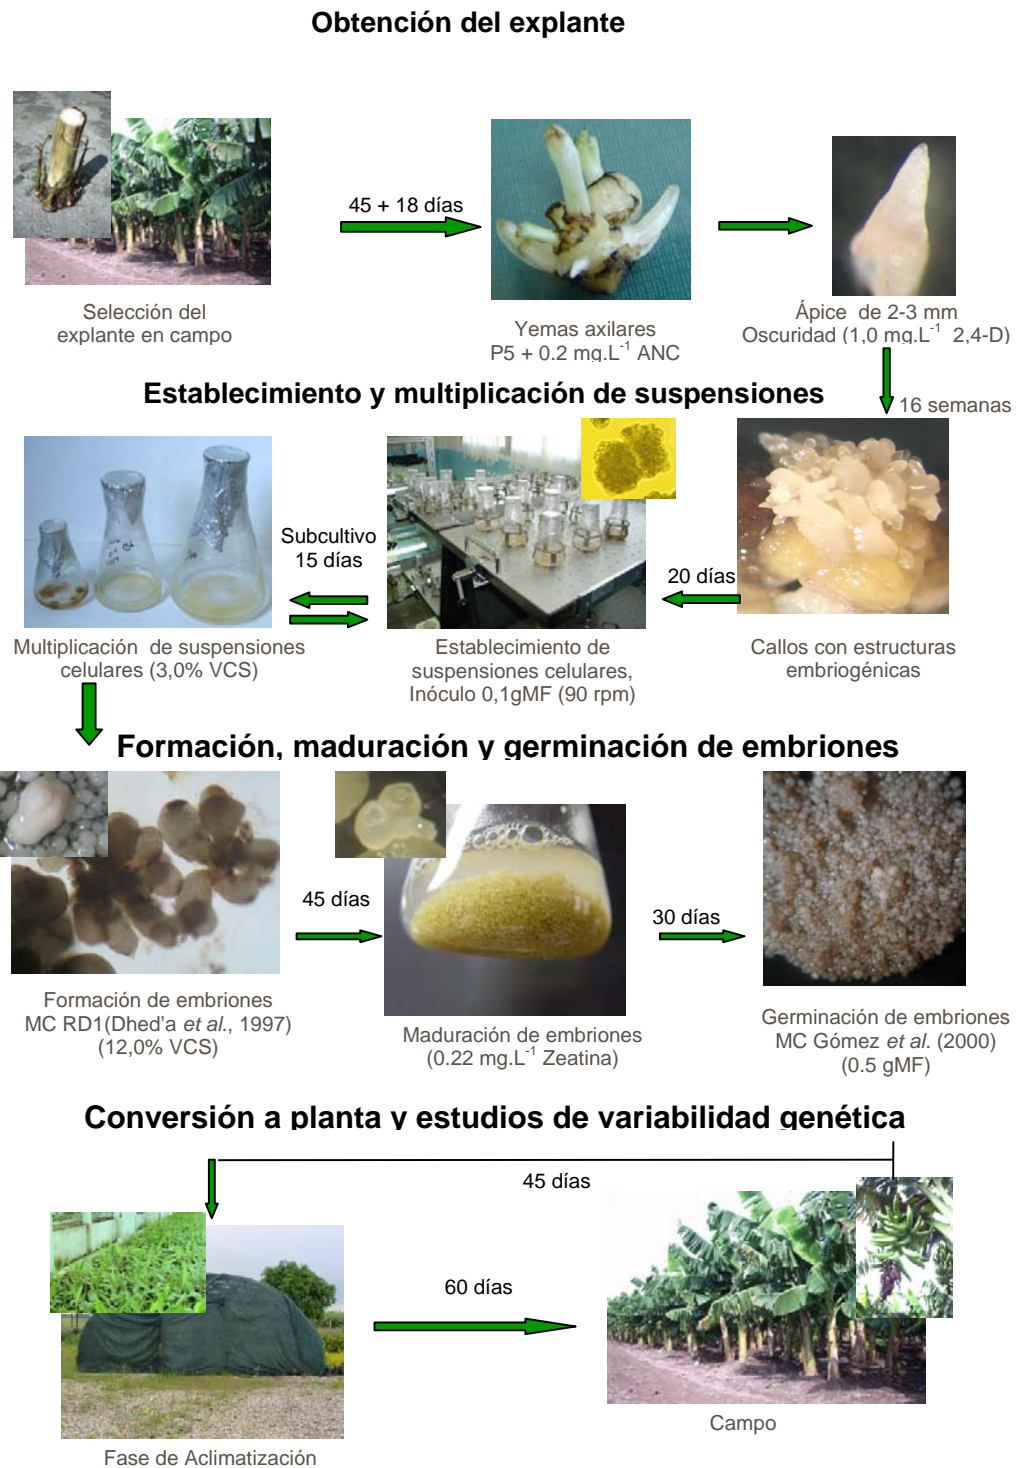 Obtención del explante
45 + 18 días
Selección del
explante en campo
Yemas axilares
P5 + 0.2 mg.L⁻¹ ANC
Ápice de 2-3 mm
Oscuridad (1,0 mg.L⁻¹ 2,4-D)
16 semanas
Establecimiento y multiplicación de suspensiones
Subcultivo
15 días
20 días
Multiplicación de suspensiones
celulares (3,0% VCS)
Establecimiento de
suspensiones celulares,
Inóculo 0,1gMF (90 rpm)
Callos con estructuras
embriogénicas
Formación, maduración y germinación de embriones
45 días
30 días
Formación de embriones
MC RD1(Dhed'a et al., 1997)
(12,0% VCS)
Maduración de embriones
(0.22 mg.L⁻¹ Zeatina)
Germinación de embriones
MC Gómez et al. (2000)
(0.5 gMF)
Conversión a planta y estudios de variabilidad genética
45 días
60 días
Campo
Fase de Aclimatización